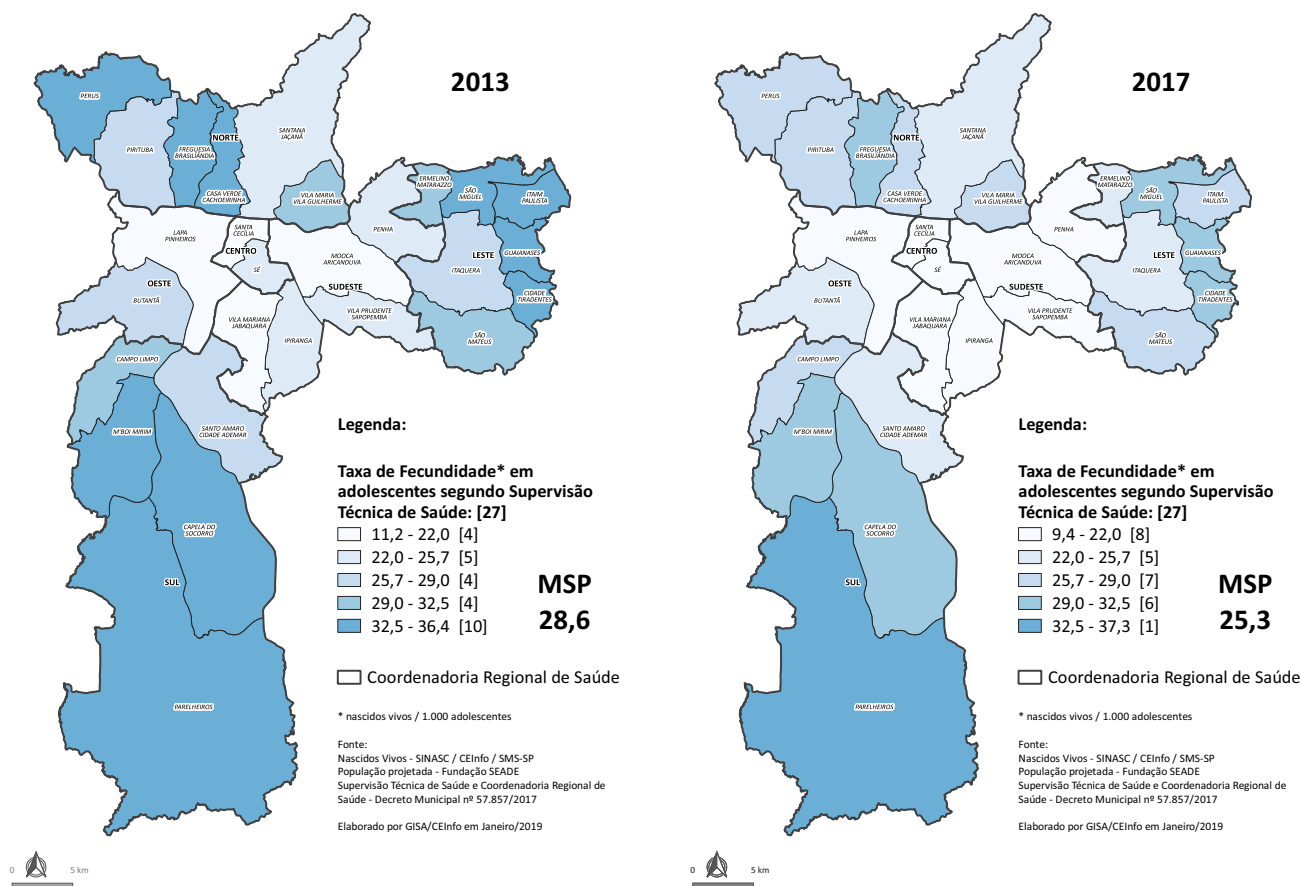 2013
PERUS
PIRITUBA
FREGUESIA
BRASILÂNDIA
NORTE
CASA VERDE
CACHOEIRINHA
SANTANA
JAÇANÃ
VILA MARIA
VILA GUILHERME
ERMELINO
MATARAZZO
SÃO
MIGUEL
ITAIM
PAULISTA
PENHA
LAPA
PINHEIROS
SANTA
CECÍLIA
CENTRO
SÉ
MOOCA
ARICANDUVA
LESTE
GUAIANASES
ITAQUERA
CIDADE
TIRADENTES
OESTE
BUTANTÃ
SUDESTE
VILA MARIANA
JABAQUARA
VILA PRUDENTE
SAPOPEMBA
IPIRANGA
SÃO
MATEUS
CAMPO LIMPO
M'BOI MIRIM
SANTO AMARO
CIDADE ADEMAR
CAPELA DO
SOCORRO
SUL
PARELHEIROS
Legenda:
Taxa de Fecundidade* em
adolescentes segundo Supervisão
Técnica de Saúde: [27]
11,2 - 22,0 [4]
22,0 - 25,7 [5]
25,7 - 29,0 [4]
29,0 - 32,5 [4]
32,5 - 36,4 [10]
MSP
28,6
Coordenadoria Regional de Saúde
* nascidos vivos / 1.000 adolescentes
Fonte:
Nascidos Vivos - SINASC / CEInfo / SMS-SP
População projetada - Fundação SEADE
Supervisão Técnica de Saúde e Coordenadoria Regional de
Saúde - Decreto Municipal nº 57.857/2017
Elaborado por GISA/CEInfo em Janeiro/2019
0 5 km
2017
PERUS
PIRITUBA
FREGUESIA
BRASILÂNDIA
NORTE
CASA VERDE
CACHOEIRINHA
SANTANA
JAÇANÃ
VILA MARIA
VILA GUILHERME
ERMELINO
MATARAZZO
SÃO
MIGUEL
ITAIM
PAULISTA
PENHA
LAPA
PINHEIROS
SANTA
CECÍLIA
CENTRO
SÉ
MOOCA
ARICANDUVA
LESTE
GUAIANASES
ITAQUERA
CIDADE
TIRADENTES
OESTE
BUTANTÃ
SUDESTE
VILA MARIANA
JABAQUARA
VILA PRUDENTE
SAPOPEMBA
IPIRANGA
SÃO
MATEUS
CAMPO LIMPO
M'BOI MIRIM
SANTO AMARO
CIDADE ADEMAR
CAPELA DO
SOCORRO
SUL
PARELHEIROS
Legenda:
Taxa de Fecundidade* em
adolescentes segundo Supervisão
Técnica de Saúde: [27]
9,4 - 22,0 [8]
22,0 - 25,7 [5]
25,7 - 29,0 [7]
29,0 - 32,5 [6]
32,5 - 37,3 [1]
MSP
25,3
Coordenadoria Regional de Saúde
* nascidos vivos / 1.000 adolescentes
Fonte:
Nascidos Vivos - SINASC / CEInfo / SMS-SP
População projetada - Fundação SEADE
Supervisão Técnica de Saúde e Coordenadoria Regional de
Saúde - Decreto Municipal nº 57.857/2017
Elaborado por GISA/CEInfo em Janeiro/2019
0 5 km